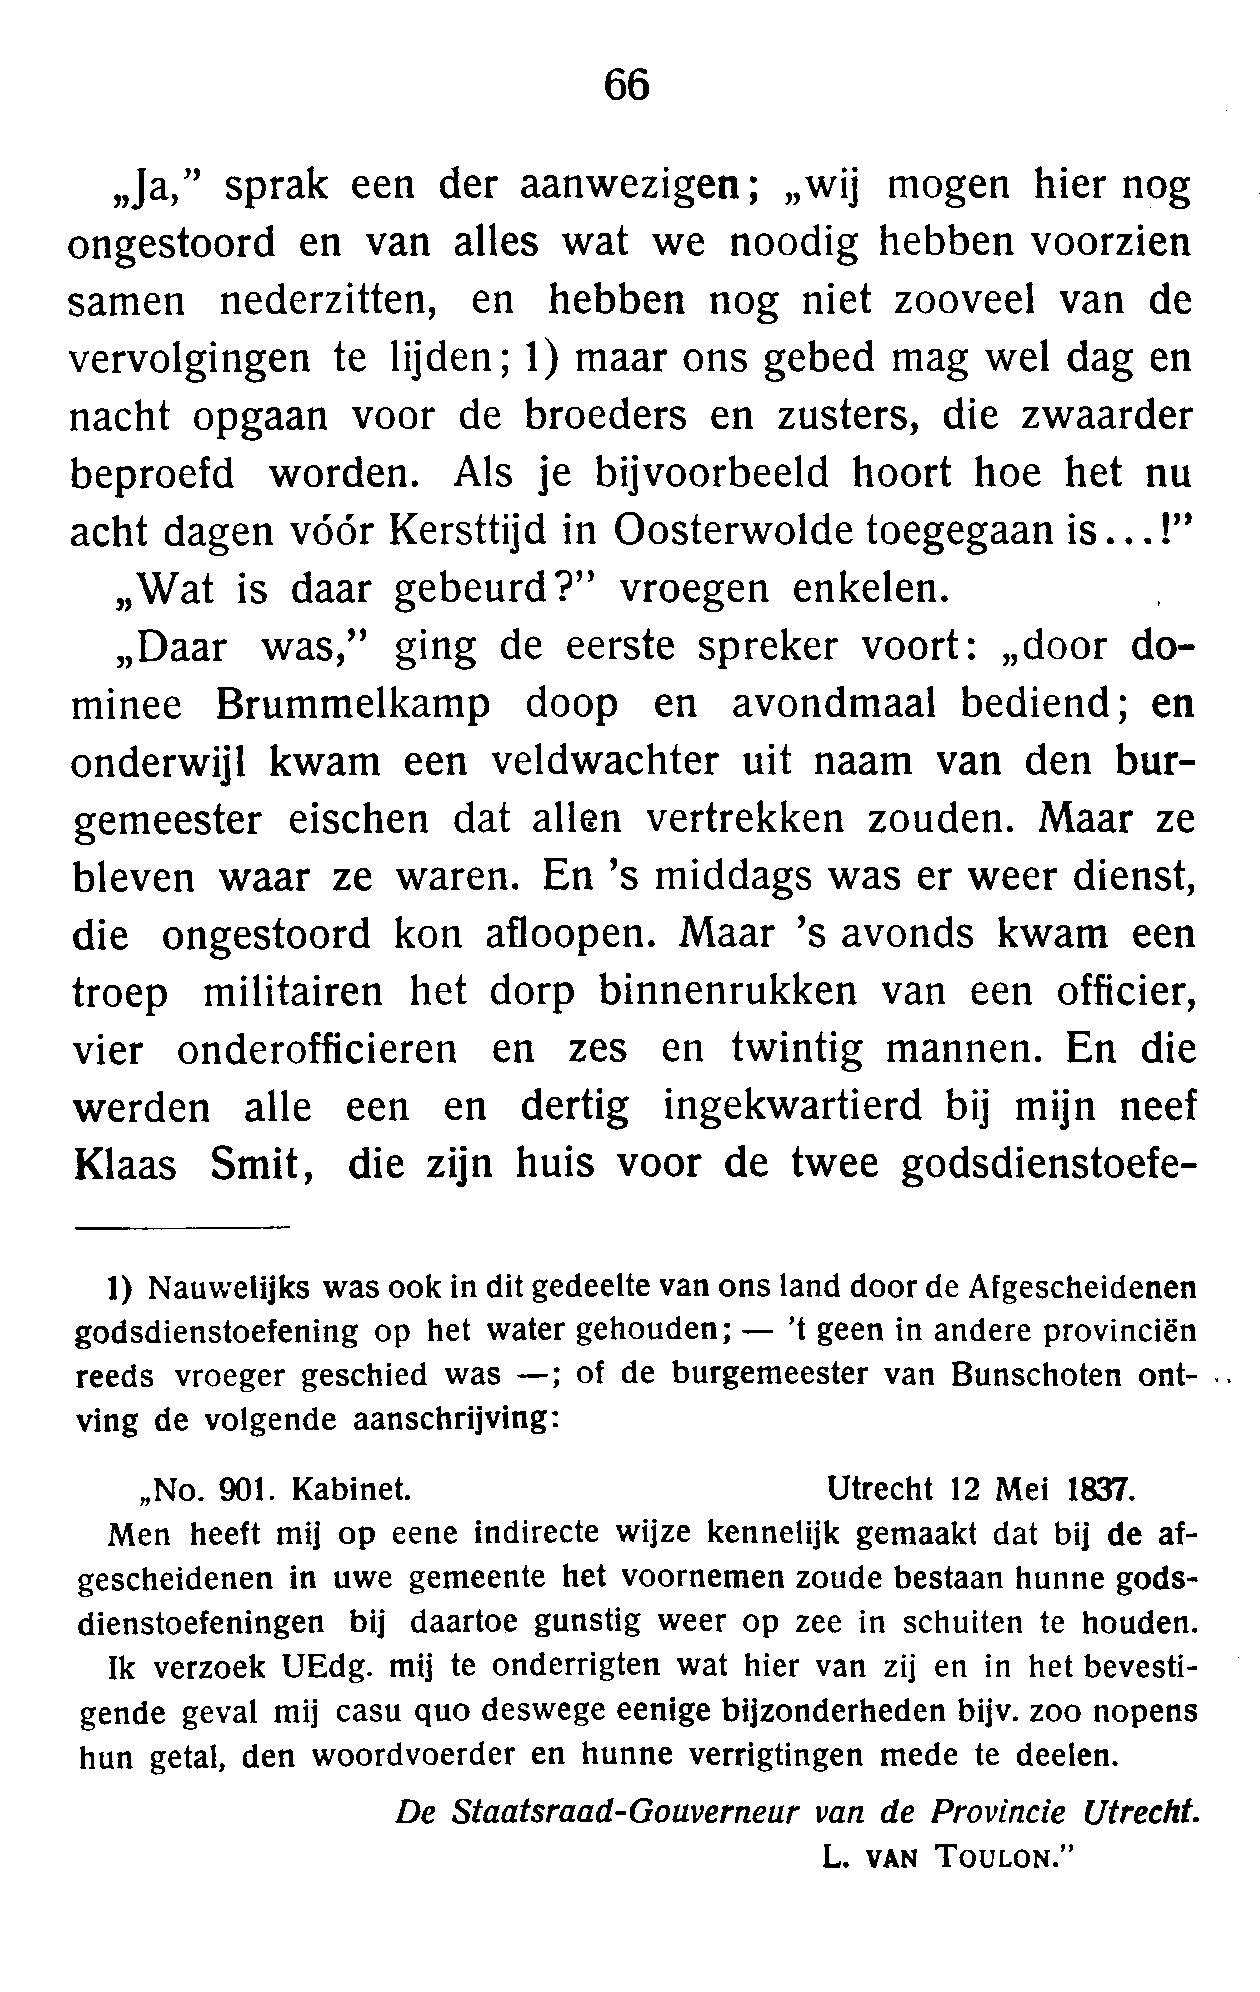 66
„Ja,” sprak een der aanwezigen; „wij mogen hier nog
ongestoord en van alles wat we noodig hebben voorzien
samen nederzitten, en hebben nog niet zooveel van de
vervolgingen te lijden; 1) maar ons gebed mag wel dag en
nacht opgaan voor de broeders en zusters, die zwaarder
beproefd worden. Als je bijvoorbeeld hoort hoe het nu
acht dagen vóór Kersttijd in Oosterwolde toegegaan is...!”
„Wat is daar gebeurd?” vroegen enkelen.
„Daar was,” ging de eerste spreker voort: „door do-
minee Brummelkamp doop en avondmaal bediend; en
onderwijl kwam een veldwachter uit naam van den bur-
gemeester eischen dat allen vertrekken zouden. Maar ze
bleven waar ze waren. En ’s middags was er weer dienst,
die ongestoord kon afloopen. Maar ’s avonds kwam een
troep militairen het dorp binnenrukken van een officier,
vier onderofficieren en zes en twintig mannen. En die
werden alle een en dertig ingekwartierd bij mijn neef
Klaas Smit, die zijn huis voor de twee godsdienstoefe-
1) Nauwelijks was ook in dit gedeelte van ons land door de Afgescheidenen
godsdienstoefening op het water gehouden; — ’t geen in andere provinciën
reeds vroeger geschied was —; of de burgemeester van Bunschoten ont-
ving de volgende aanschrijving:
„No. 901. Kabinet. Utrecht 12 Mei 1837.
Men heeft mij op eene indirecte wijze kennelijk gemaakt dat bij de af-
gescheidenen in uwe gemeente het voornemen zoude bestaan hunne gods-
dienstoefeningen bij daartoe gunstig weer op zee in schuiten te houden.
Ik verzoek UEdg. mij te onderrigten wat hier van zij en in het bevesti-
gende geval mij casu quo deswege eenige bijzonderheden bijv. zoo nopens
hun getal, den woordvoerder en hunne verrigtingen mede te deelen.
De Staatsraad-Gouverneur van de Provincie Utrecht.
L. VAN TOULON.”